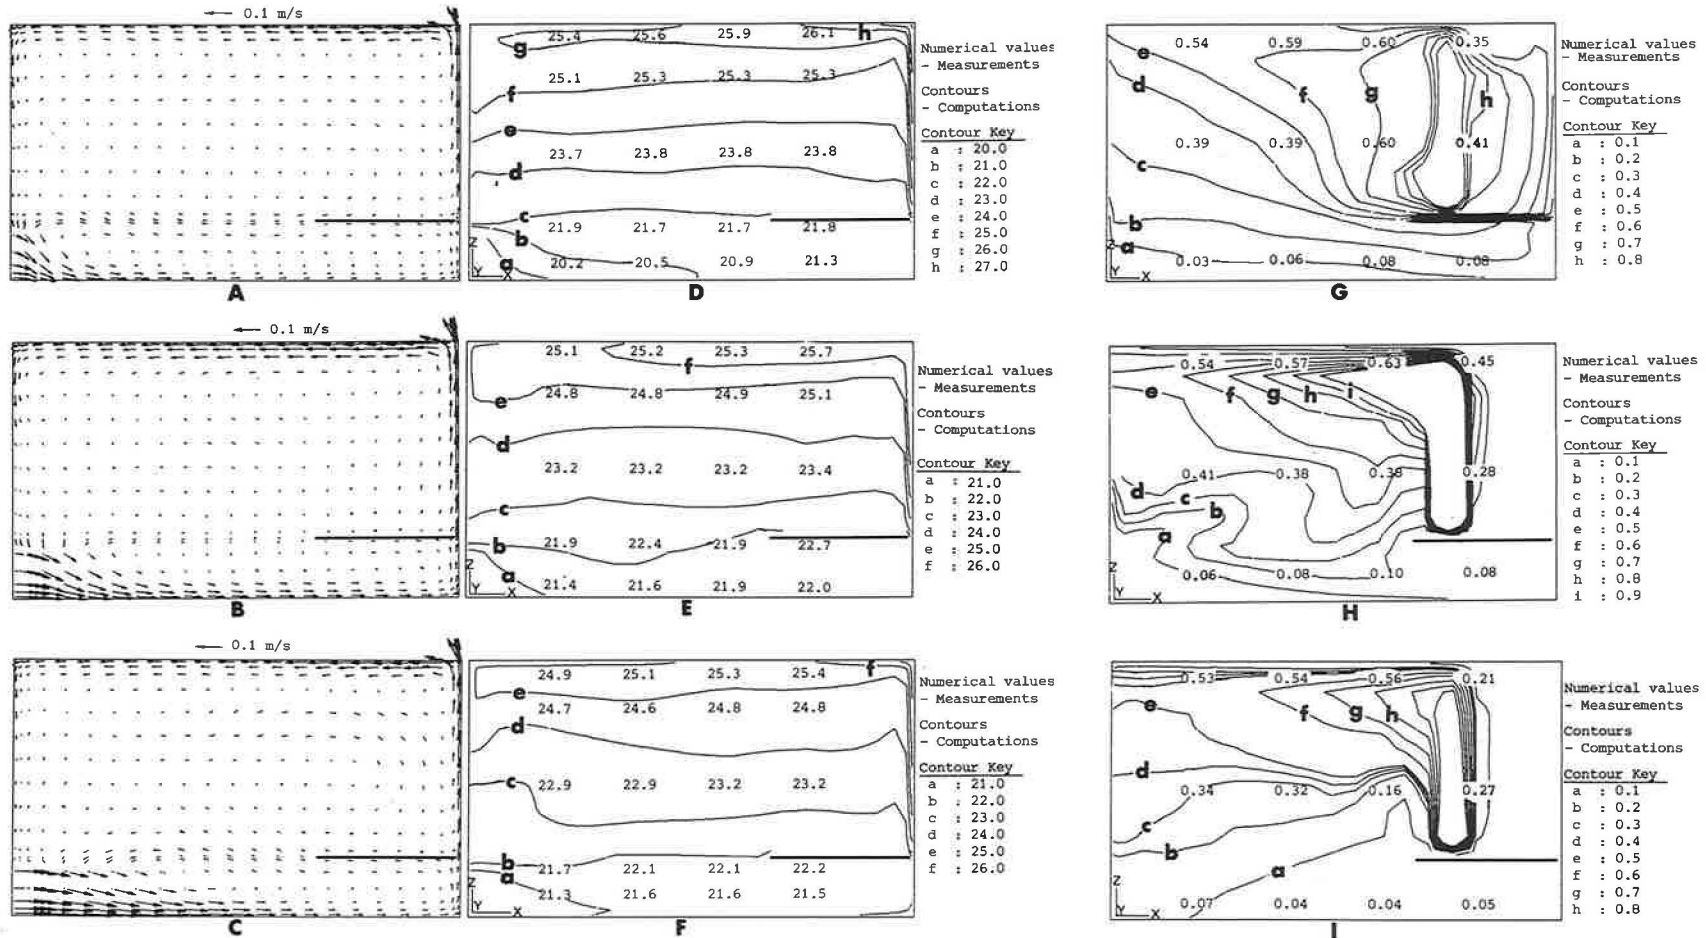 0.1 m/s
A
g 25.4 25.6 25.9 26.1 h
25.1 25.3 25.3 25.3
f
e
23.7 23.8 23.8 23.8
d
c
21.9 21.7 21.7 21.8
b
Z
a 20.2 20.5 20.9 21.3
Y X
D
Numerical values
- Measurements
Contours
- Computations
Contour Key
a : 20.0
b : 21.0
c : 22.0
d : 23.0
e : 24.0
f : 25.0
g : 26.0
h : 27.0
0.54 0.59 0.60 0.35
e
d f g h
0.39 0.39 0.60 0.41
c
b
Z a
0.03 0.06 0.08 0.08
Y X
G
Numerical values
- Measurements
Contours
- Computations
Contour Key
a : 0.1
b : 0.2
c : 0.3
d : 0.4
e : 0.5
f : 0.6
g : 0.7
h : 0.8
0.1 m/s
B
25.1 25.2 25.3 25.7
f
e 24.8 24.8 24.9 25.1
d
23.2 23.2 23.2 23.4
c
b 21.9 22.4 21.9 22.7
Z
a 21.4 21.6 21.9 22.0
Y X
E
Numerical values
- Measurements
Contours
- Computations
Contour Key
a : 21.0
b : 22.0
c : 23.0
d : 24.0
e : 25.0
f : 26.0
0.54 0.57 0.63 0.45
e f g h i
0.41 0.38 0.38 0.28
d c b
a
Z
0.06 0.08 0.10 0.08
Y X
H
Numerical values
- Measurements
Contours
- Computations
Contour Key
a : 0.1
b : 0.2
c : 0.3
d : 0.4
e : 0.5
f : 0.6
g : 0.7
h : 0.8
i : 0.9
0.1 m/s
C
24.9 25.1 25.3 25.4 f
e
24.7 24.6 24.8 24.8
d
c 22.9 22.9 23.2 23.2
b
21.7 22.1 22.1 22.2
a
Z
21.3 21.6 21.6 21.5
Y X
F
Numerical values
- Measurements
Contours
- Computations
Contour Key
a : 21.0
b : 22.0
c : 23.0
d : 24.0
e : 25.0
f : 26.0
0.53 0.54 0.56 0.21
e f g h
d
0.34 0.32 0.16 0.27
c
b
a
Z
0.07 0.04 0.04 0.05
Y X
I
Numerical values
- Measurements
Contours
- Computations
Contour Key
a : 0.1
b : 0.2
c : 0.3
d : 0.4
e : 0.5
f : 0.6
g : 0.7
h : 0.8